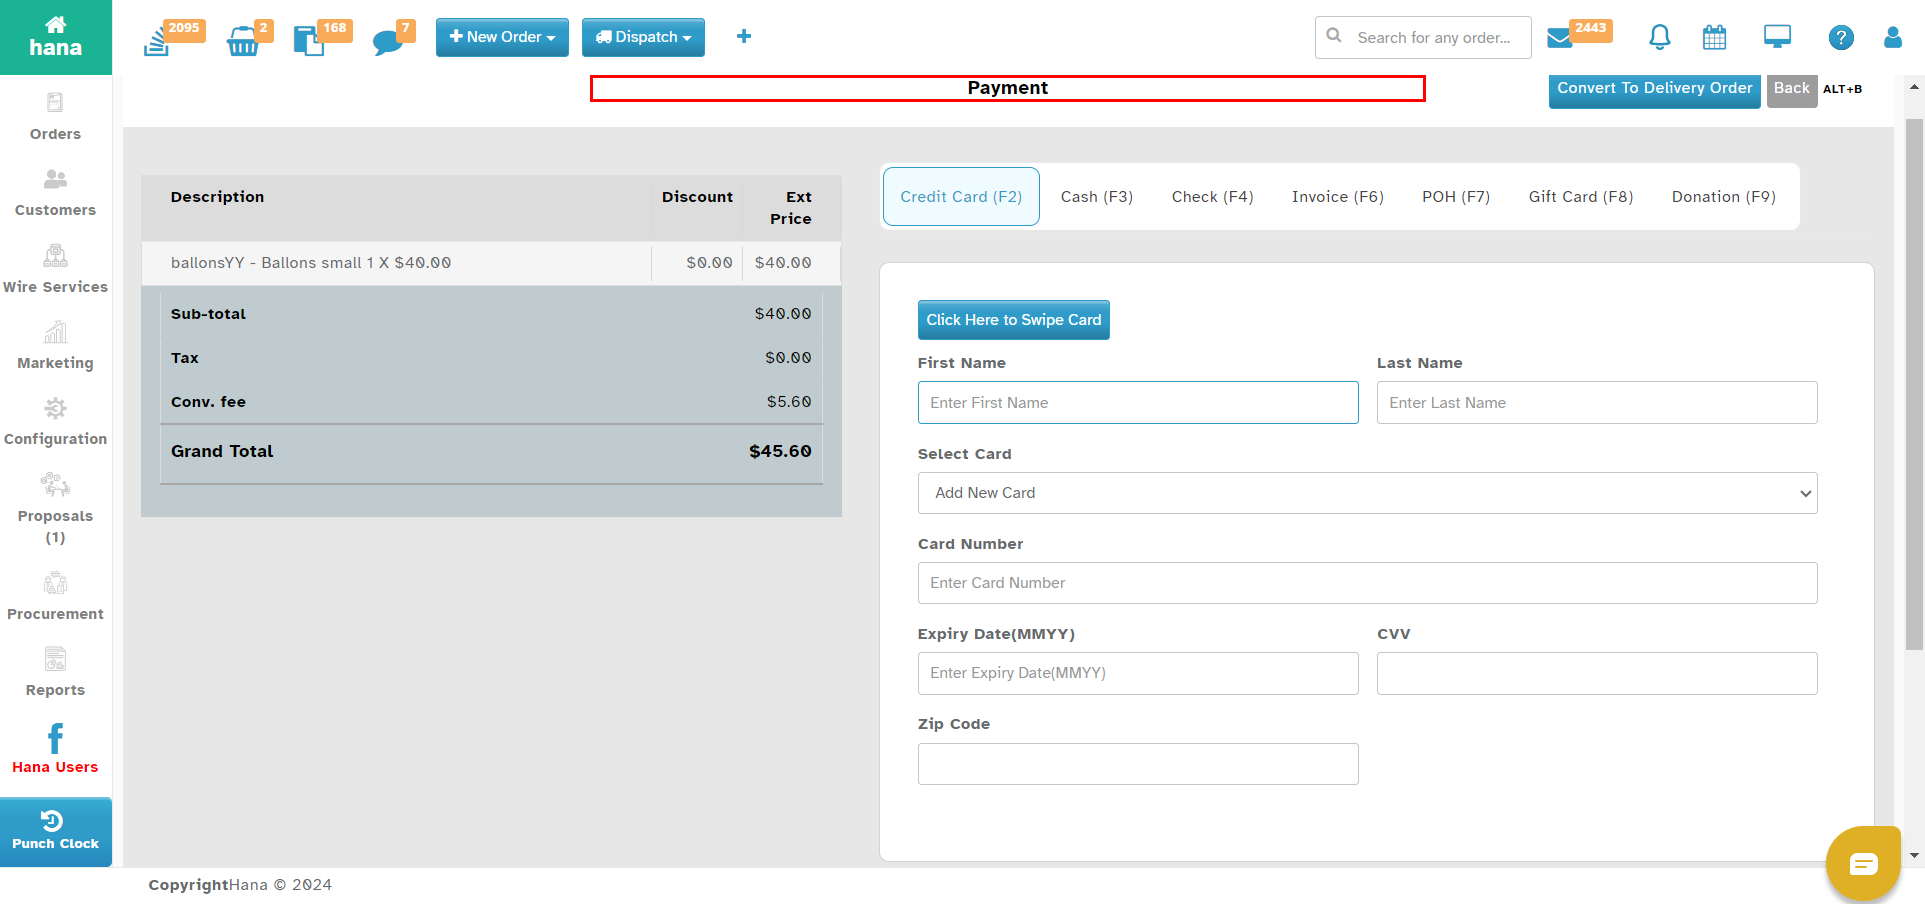 hana
2095
2
168
7
New Order
Dispatch
Search for any order...
2443
?
Payment
Convert To Delivery Order
Back
ALT+B
Orders
Customers
Wire Services
Marketing
Configuration
Proposals
(1)
Procurement
Reports
Hana Users
Punch Clock
Description Discount Ext
Price
ballonsYY - Ballons small 1 X $40.00 $0.00 $40.00
Sub-total $40.00
Tax $0.00
Conv. fee $5.60
Grand Total $45.60
Credit Card (F2) Cash (F3) Check (F4) Invoice (F6) POH (F7) Gift Card (F8) Donation (F9)
Click Here to Swipe Card
First Name Last Name
Enter First Name Enter Last Name
Select Card
Add New Card
Card Number
Enter Card Number
Expiry Date(MMYY) CVV
Enter Expiry Date(MMYY)
Zip Code
CopyrightHana © 2024